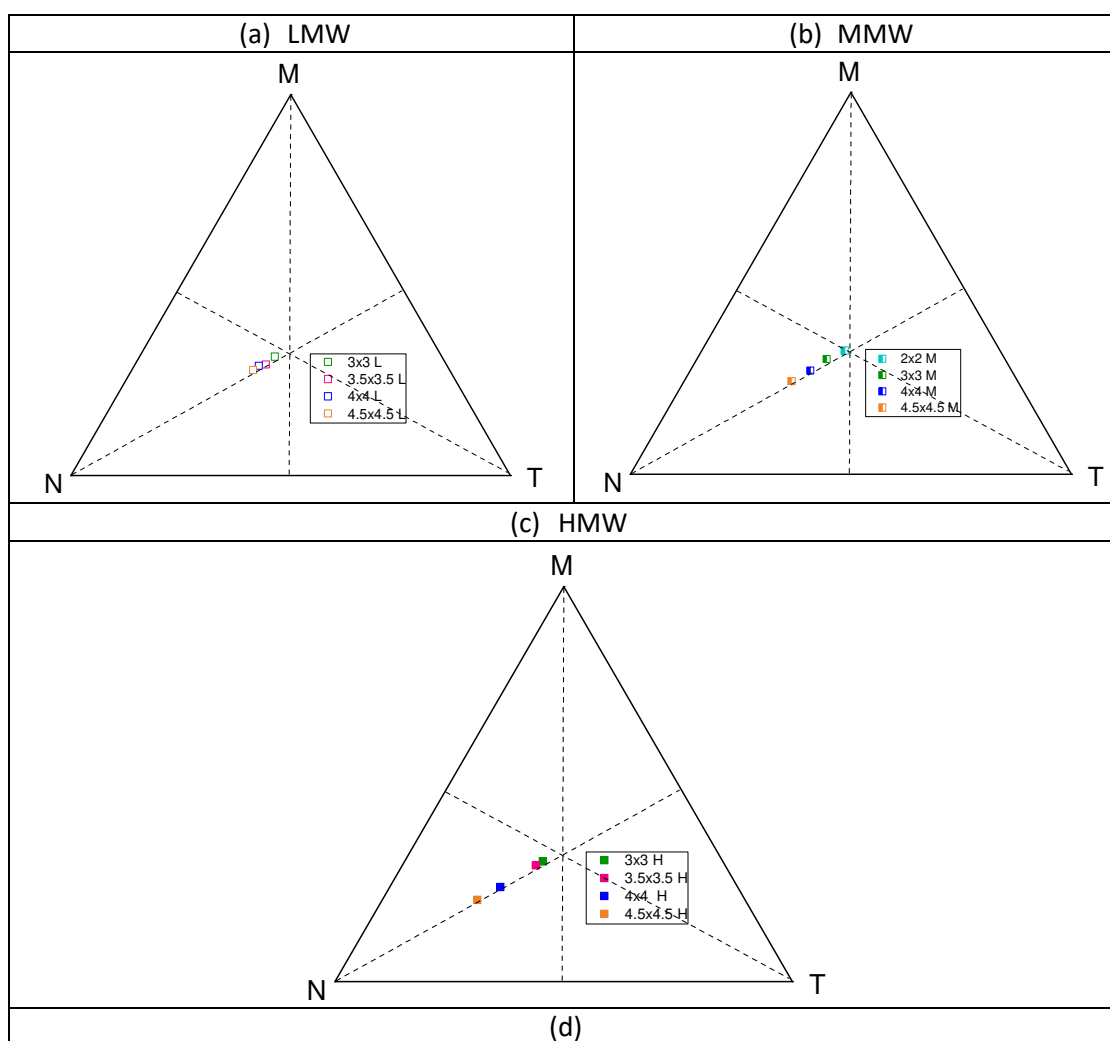 (a) LMW
(b) MMW
M
3x3 L
3.5x3.5 L
4x4 L
4.5x4.5 L
N
T
M
2x2 M
3x3 M
4x4 M
4.5x4.5 M
N
T
(c) HMW
M
3x3 H
3.5x3.5 H
4x4 H
4.5x4.5 H
N
T
(d)